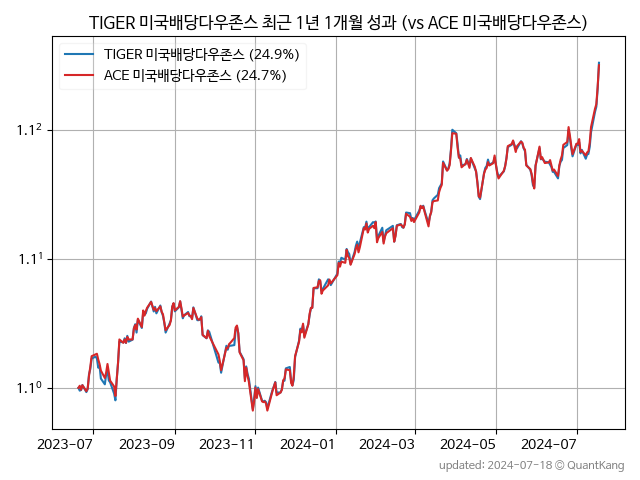 TIGER 미국배당다우존스 최근 1년 1개월 성과 (vs ACE 미국배당다우존스)
TIGER 미국배당다우존스 (24.9%)
ACE 미국배당다우존스 (24.7%)
1.1²
1.1¹
1.1⁰
2023-07 2023-09 2023-11 2024-01 2024-03 2024-05 2024-07
updated: 2024-07-18 © QuantKang